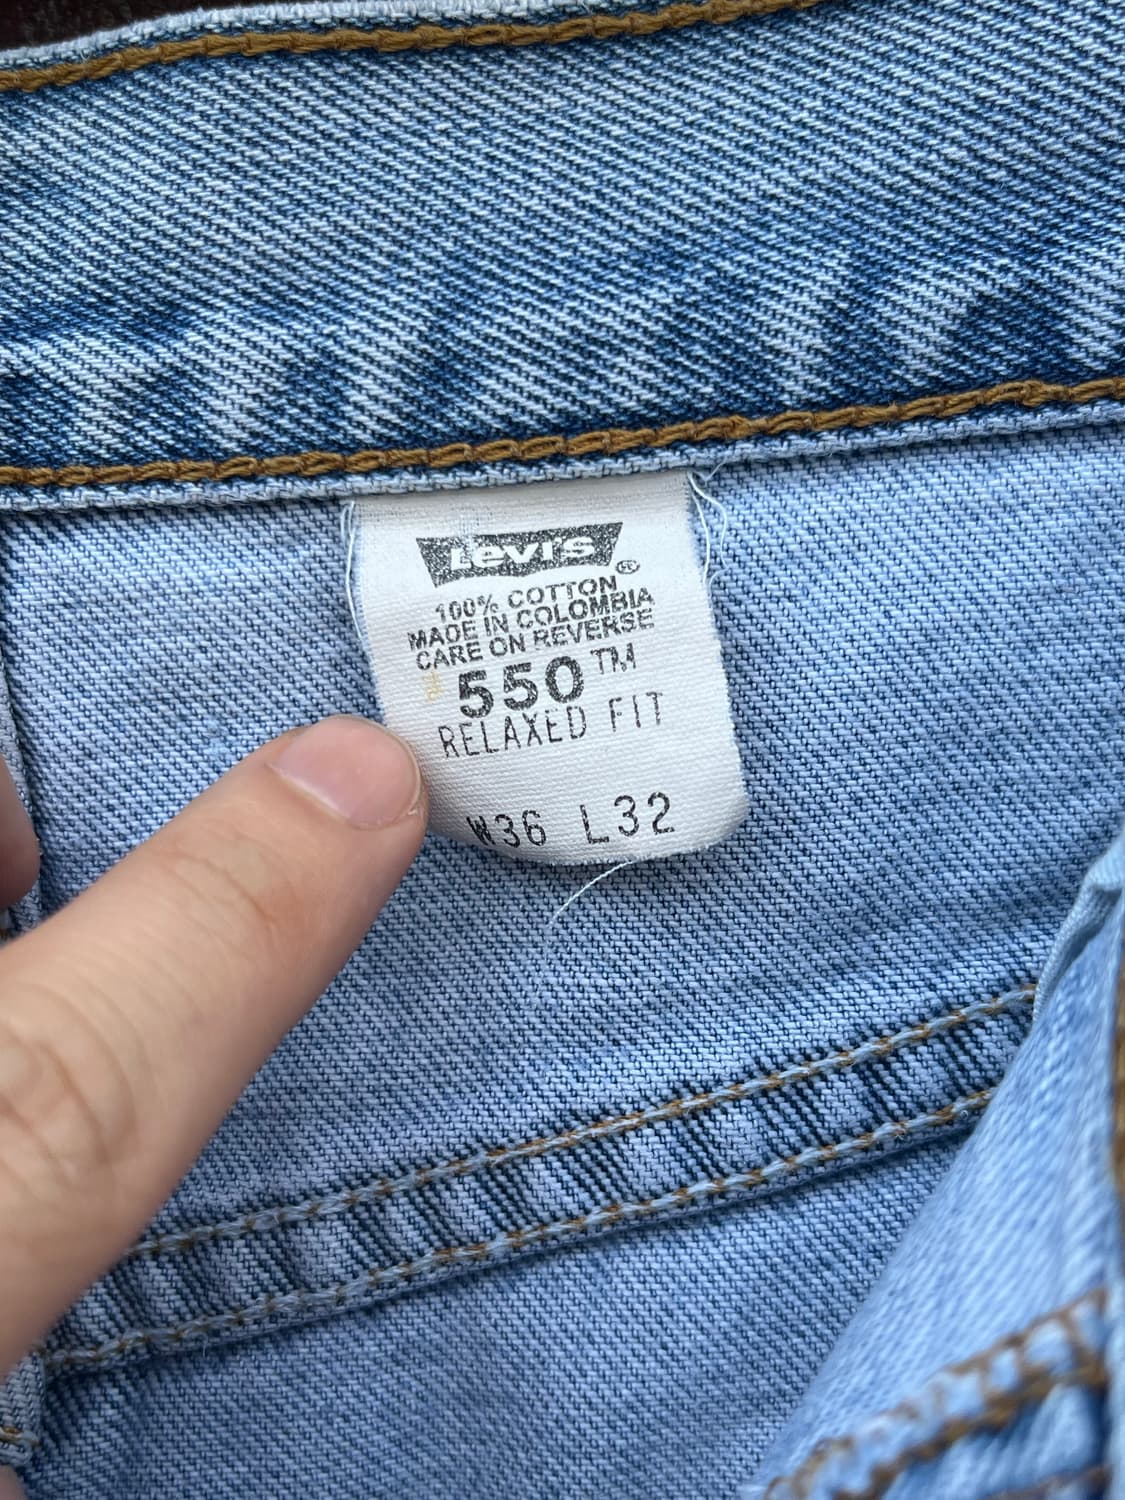 Levi's ®
100% COTTON
MADE IN COLOMBIA
CARE ON REVERSE
550™
RELAXED FIT
W36 L32